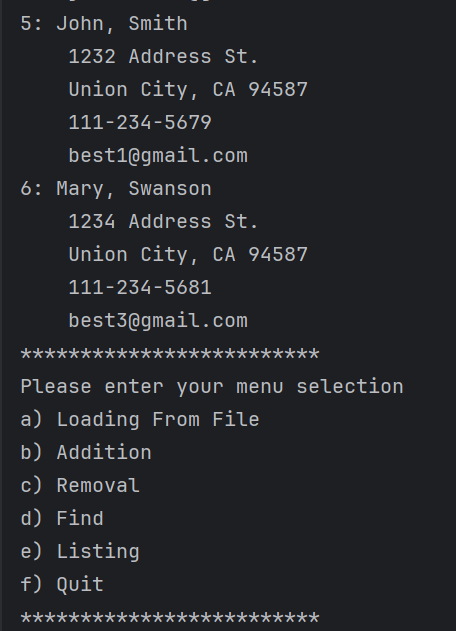 5: John, Smith
    1232 Address St.
    Union City, CA 94587
    111-234-5679
    best1@gmail.com
6: Mary, Swanson
    1234 Address St.
    Union City, CA 94587
    111-234-5681
    best3@gmail.com
*************************
Please enter your menu selection
a) Loading From File
b) Addition
c) Removal
d) Find
e) Listing
f) Quit
*************************